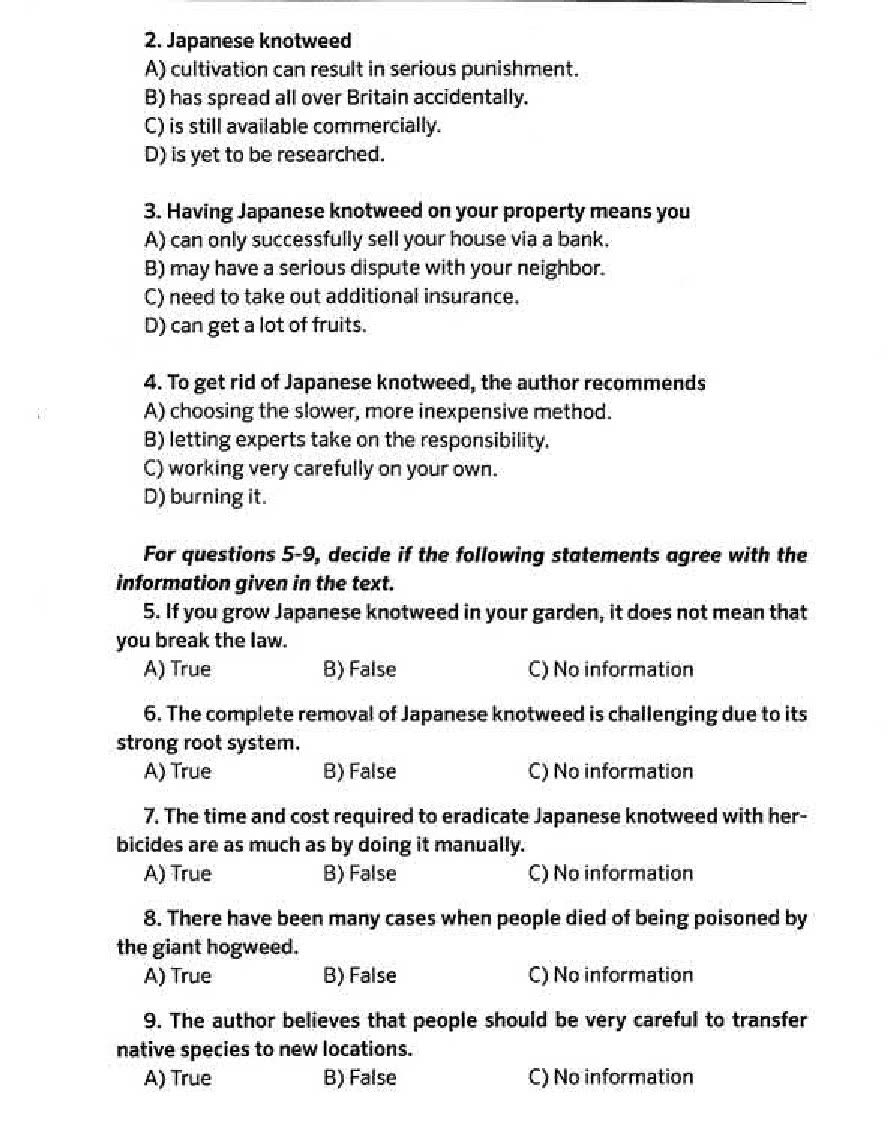 2. Japanese knotweed
A) cultivation can result in serious punishment.
B) has spread all over Britain accidentally.
C) is still available commercially.
D) is yet to be researched.
3. Having Japanese knotweed on your property means you
A) can only successfully sell your house via a bank.
B) may have a serious dispute with your neighbor.
C) need to take out additional insurance.
D) can get a lot of fruits.
4. To get rid of Japanese knotweed, the author recommends
A) choosing the slower, more inexpensive method.
B) letting experts take on the responsibility.
C) working very carefully on your own.
D) burning it.
For questions 5-9, decide if the following statements agree with the
information given in the text.
5. If you grow Japanese knotweed in your garden, it does not mean that
you break the law.
A) True B) False C) No information
6. The complete removal of Japanese knotweed is challenging due to its
strong root system.
A) True B) False C) No information
7. The time and cost required to eradicate Japanese knotweed with her-
bicides are as much as by doing it manually.
A) True B) False C) No information
8. There have been many cases when people died of being poisoned by
the giant hogweed.
A) True B) False C) No information
9. The author believes that people should be very careful to transfer
native species to new locations.
A) True B) False C) No information